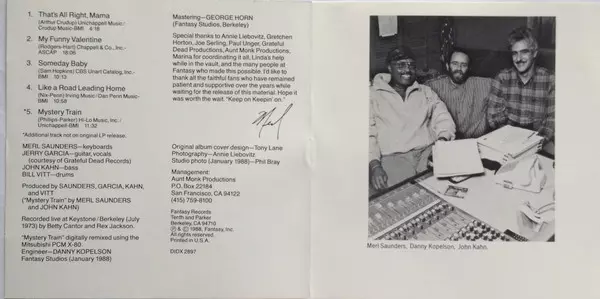 1. That's All Right, Mama
(Arthur Crudup) Unichappell Music-
Crudup Music-BMI 4:16
2. My Funny Valentine
(Rodgers-Hart) Chappell & Co., Inc.-
ASCAP 18:06
3. Someday Baby
(Sam Hopkins) CBS Unart Catalog, Inc.-
BMI 10:13
4. Like a Road Leading Home
(Nix-Penn) Irving Music / Dan Penn Music-
BMI 10:58
*5. Mystery Train
(Phillips-Parker) Hi-Lo Music, Inc. /
Unichappell-BMI 11:32
*Additional track not on original LP release.
MERL SAUNDERS—keyboards
JERRY GARCIA—guitar, vocals
(courtesy of Grateful Dead Records)
JOHN KAHN—bass
BILL VITT—drums
Produced by SAUNDERS, GARCIA, KAHN,
and VITT
("Mystery Train" by MERL SAUNDERS
and JOHN KAHN)
Recorded live at Keystone / Berkeley (July
1973) by Betty Cantor and Rex Jackson.
"Mystery Train" digitally remixed using the
Mitsubishi PCM X-80
Engineer—DANNY KOPELSON
Fantasy Studios (January 1988)
Mastering—GEORGE HORN
(Fantasy Studios, Berkeley)
Special thanks to Annie Liebovitz, Gretchen
Horton, Joe Serling, Paul Unger, Grateful
Dead Productions, Aunt Monk Productions,
Marina for coordinating it all, Linda's help
while in the vault, and the many people at
Fantasy who made this possible. I'd like to
thank all the faithful fans who have remained
patient and supportive over the years while
waiting for the release of this material. Hope it
was worth the wait. "Keep on Keepin' on."
Merl
Original album cover design—Tony Lane
Photography—Annie Liebovitz
Studio photo (January 1988)—Phil Bray
Management:
Aunt Monk Productions
P.O. Box 22184
San Francisco, CA 94122
(415) 759-8100
Fantasy Records
Tenth and Parker
Berkeley, CA 94710
℗ & © 1988, Fantasy, Inc.
All rights reserved.
Printed in U.S.A.
DIDX 2897
Merl Saunders, Danny Kopelson, John Kahn.